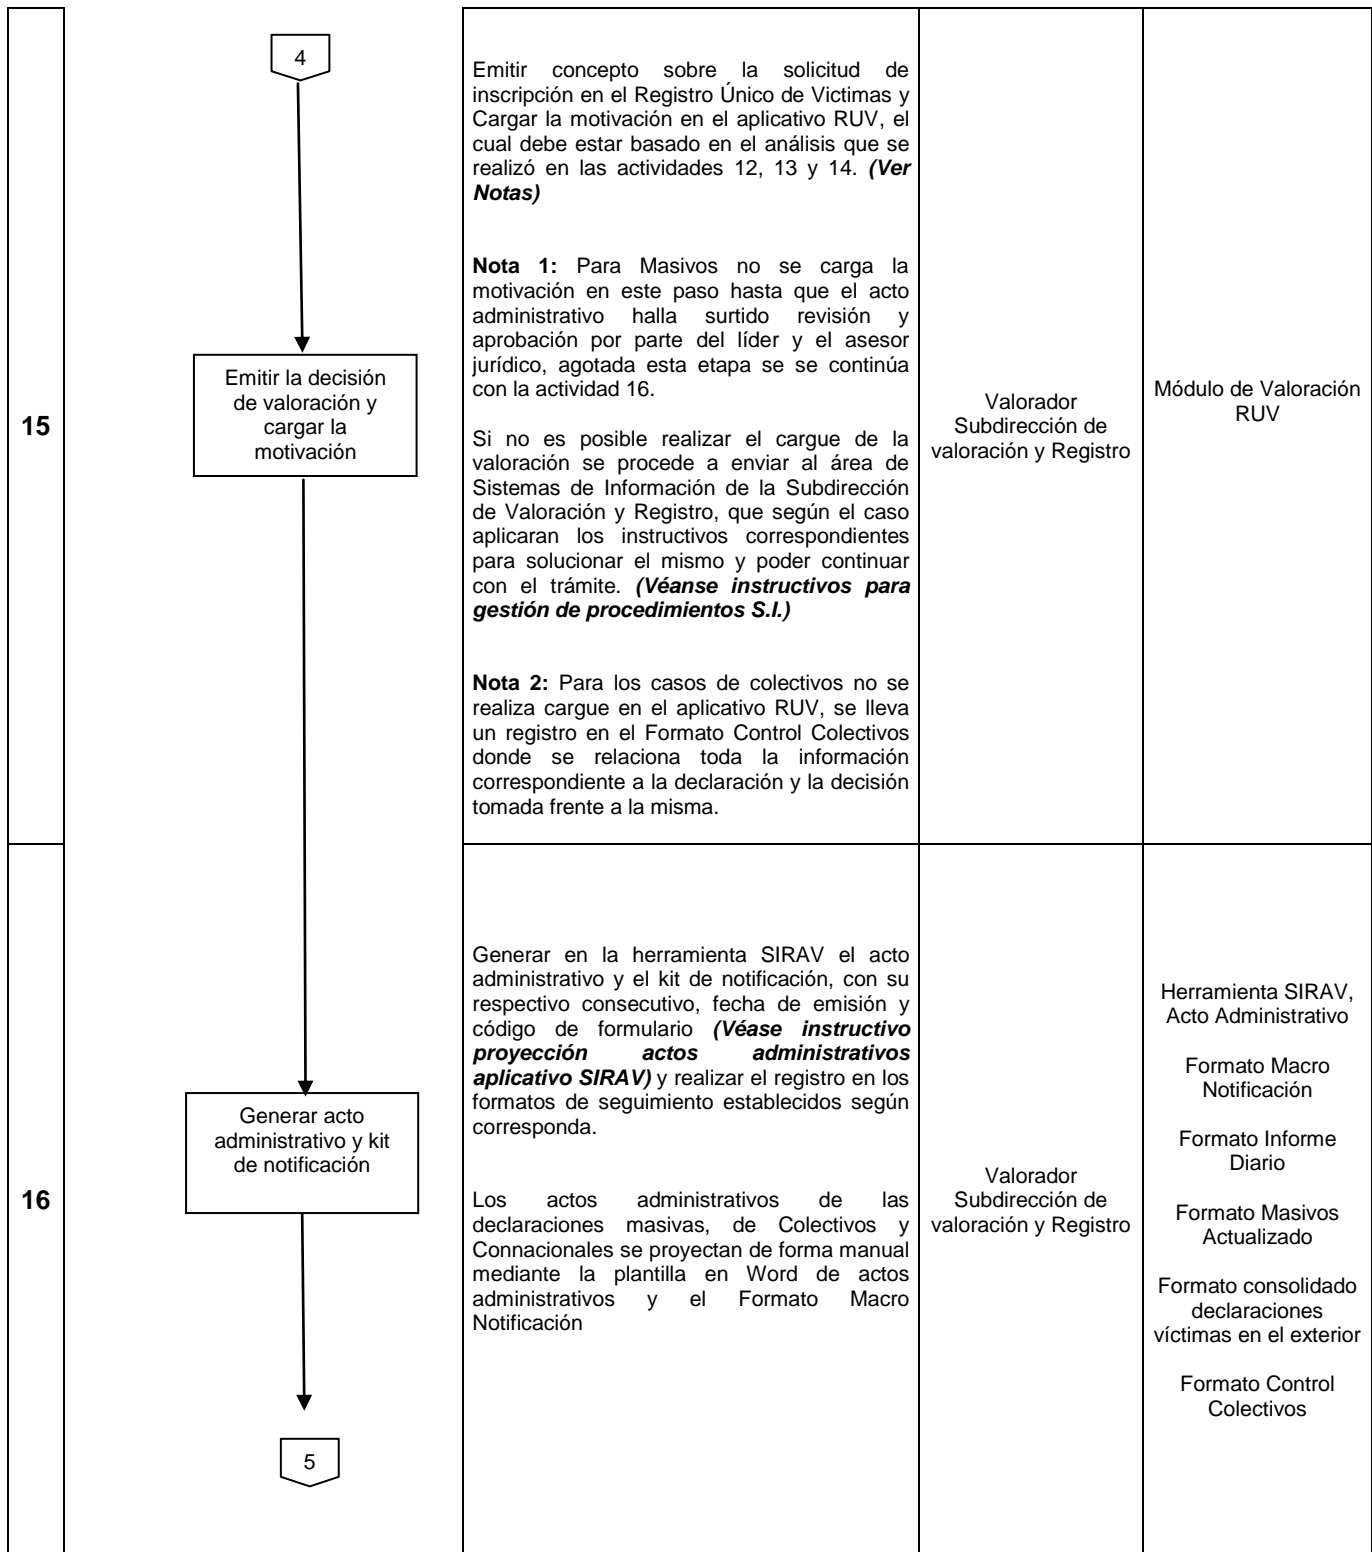 15
4
Emitir la decisión
de valoración y
cargar la
motivación
Emitir concepto sobre la solicitud de
inscripción en el Registro Único de Victimas y
Cargar la motivación en el aplicativo RUV, el
cual debe estar basado en el análisis que se
realizó en las actividades 12, 13 y 14. (Ver
Notas)
Nota 1: Para Masivos no se carga la
motivación en este paso hasta que el acto
administrativo halla surtido revisión y
aprobación por parte del líder y el asesor
jurídico, agotada esta etapa se se continúa
con la actividad 16.
Si no es posible realizar el cargue de la
valoración se procede a enviar al área de
Sistemas de Información de la Subdirección
de Valoración y Registro, que según el caso
aplicaran los instructivos correspondientes
para solucionar el mismo y poder continuar
con el trámite. (Véanse instructivos para
gestión de procedimientos S.I.)
Nota 2: Para los casos de colectivos no se
realiza cargue en el aplicativo RUV, se lleva
un registro en el Formato Control Colectivos
donde se relaciona toda la información
correspondiente a la declaración y la decisión
tomada frente a la misma.
Valorador
Subdirección de
valoración y Registro
Módulo de Valoración
RUV
16
Generar acto
administrativo y kit
de notificación
5
Generar en la herramienta SIRAV el acto
administrativo y el kit de notificación, con su
respectivo consecutivo, fecha de emisión y
código de formulario (Véase instructivo
proyección actos administrativos
aplicativo SIRAV) y realizar el registro en los
formatos de seguimiento establecidos según
corresponda.
Los actos administrativos de las
declaraciones masivas, de Colectivos y
Connacionales se proyectan de forma manual
mediante la plantilla en Word de actos
administrativos y el Formato Macro
Notificación
Valorador
Subdirección de
valoración y Registro
Herramienta SIRAV,
Acto Administrativo
Formato Macro
Notificación
Formato Informe
Diario
Formato Masivos
Actualizado
Formato consolidado
declaraciones
víctimas en el exterior
Formato Control
Colectivos